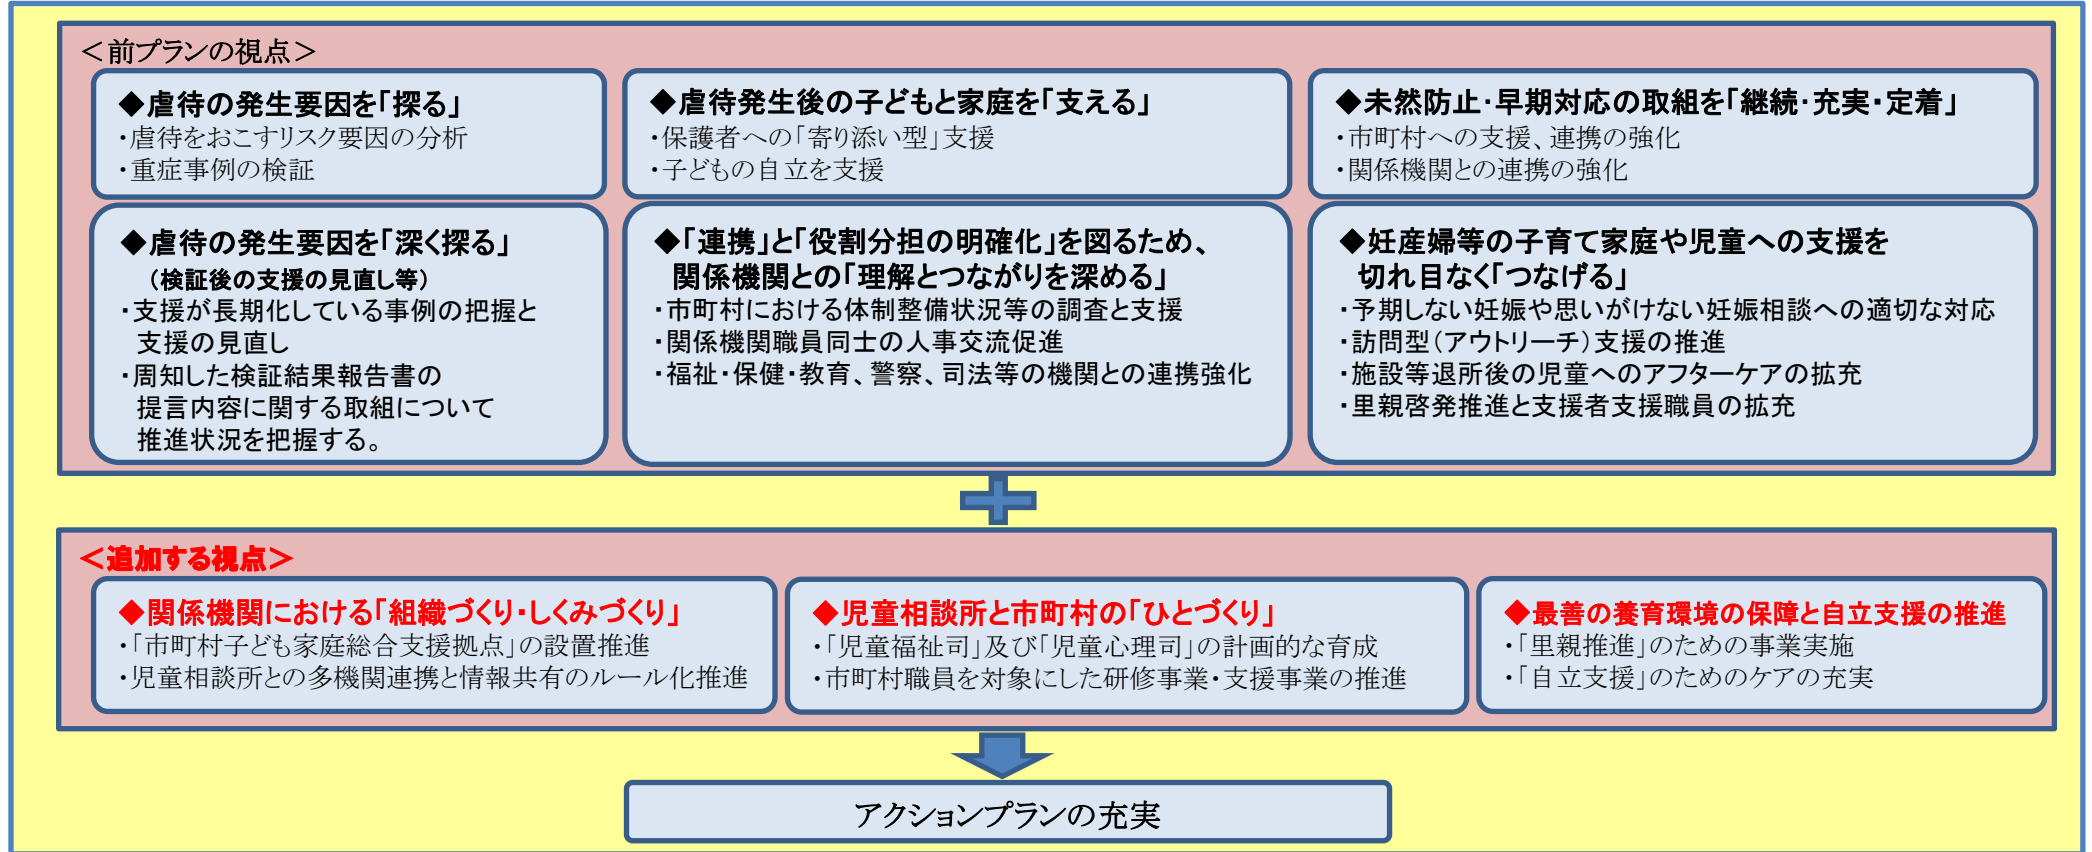 ＜前プランの視点＞
◆虐待の発生要因を「探る」
・虐待をおこすリスク要因の分析
・重症事例の検証
◆虐待発生後の子どもと家庭を「支える」
・保護者への「寄り添い型」支援
・子どもの自立を支援
◆未然防止・早期対応の取組を「継続・充実・定着」
・市町村への支援、連携の強化
・関係機関との連携の強化
◆虐待の発生要因を「深く探る」
（検証後の支援の見直し等）
・支援が長期化している事例の把握と
支援の見直し
・周知した検証結果報告書の
提言内容に関する取組について
推進状況を把握する。
◆「連携」と「役割分担の明確化」を図るため、
関係機関との「理解とつながりを深める」
・市町村における体制整備状況等の調査と支援
・関係機関職員同士の人事交流促進
・福祉・保健・教育、警察、司法等の機関との連携強化
◆妊産婦等の子育て家庭や児童への支援を
切れ目なく「つなげる」
・予期しない妊娠や思いがけない妊娠相談への適切な対応
・訪問型（アウトリーチ）支援の推進
・施設等退所後の児童へのアフターケアの拡充
・里親啓発推進と支援者支援職員の拡充
＜追加する視点＞
◆関係機関における「組織づくり・しくみづくり」
・「市町村子ども家庭総合支援拠点」の設置推進
・児童相談所との多機関連携と情報共有のルール化推進
◆児童相談所と市町村の「ひとづくり」
・「児童福祉司」及び「児童心理司」の計画的な育成
・市町村職員を対象にした研修事業・支援事業の推進
◆最善の養育環境の保障と自立支援の推進
・「里親推進」のための事業実施
・「自立支援」のためのケアの充実
アクションプランの充実